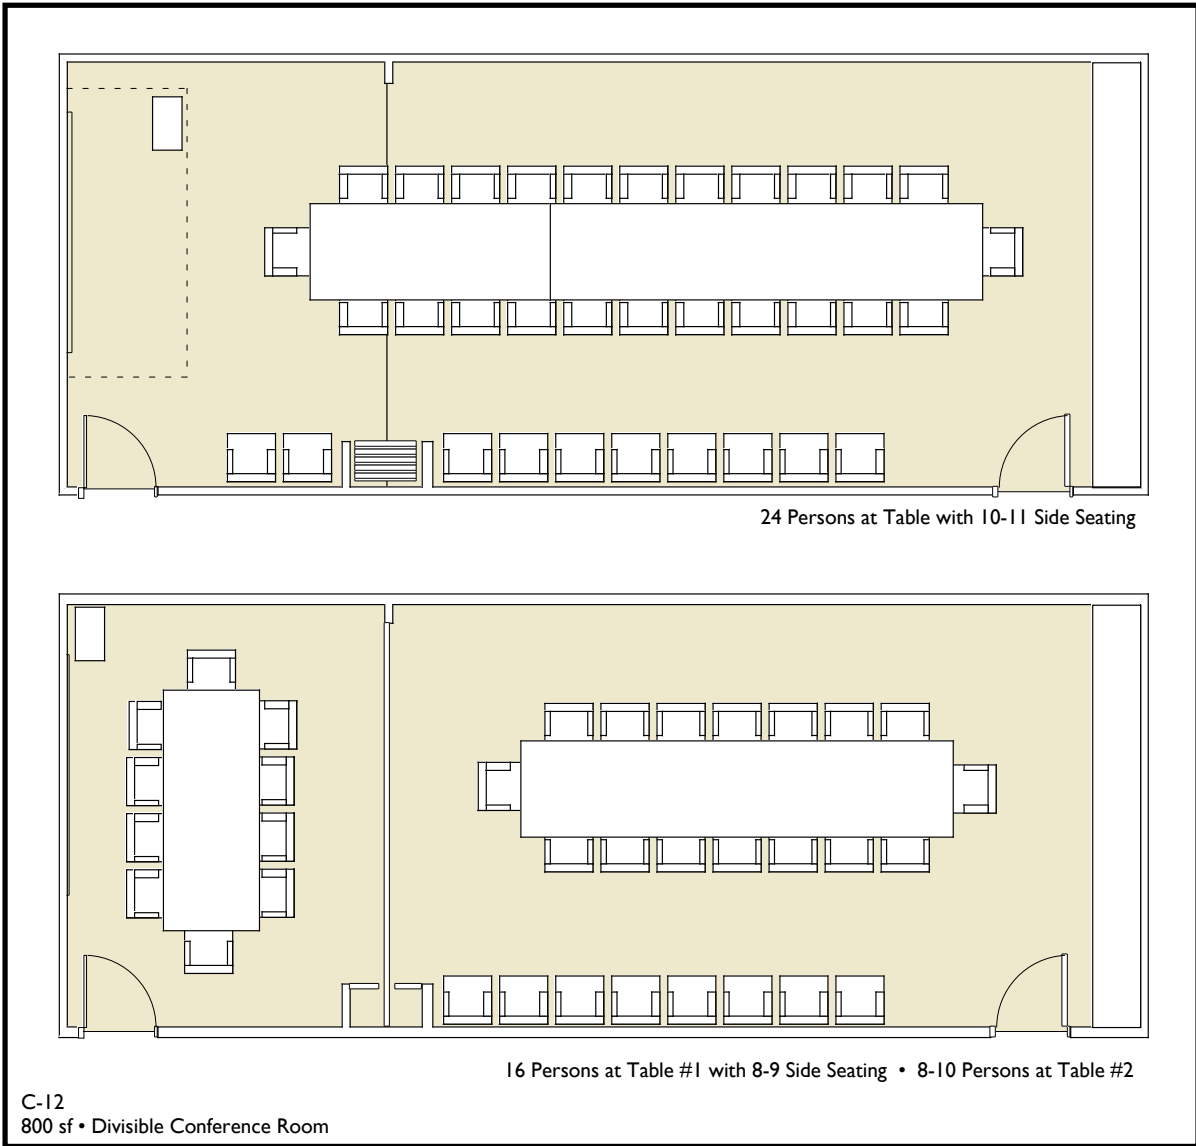 24 Persons at Table with 10-11 Side Seating
16 Persons at Table #1 with 8-9 Side Seating • 8-10 Persons at Table #2
C-12
800 sf • Divisible Conference Room